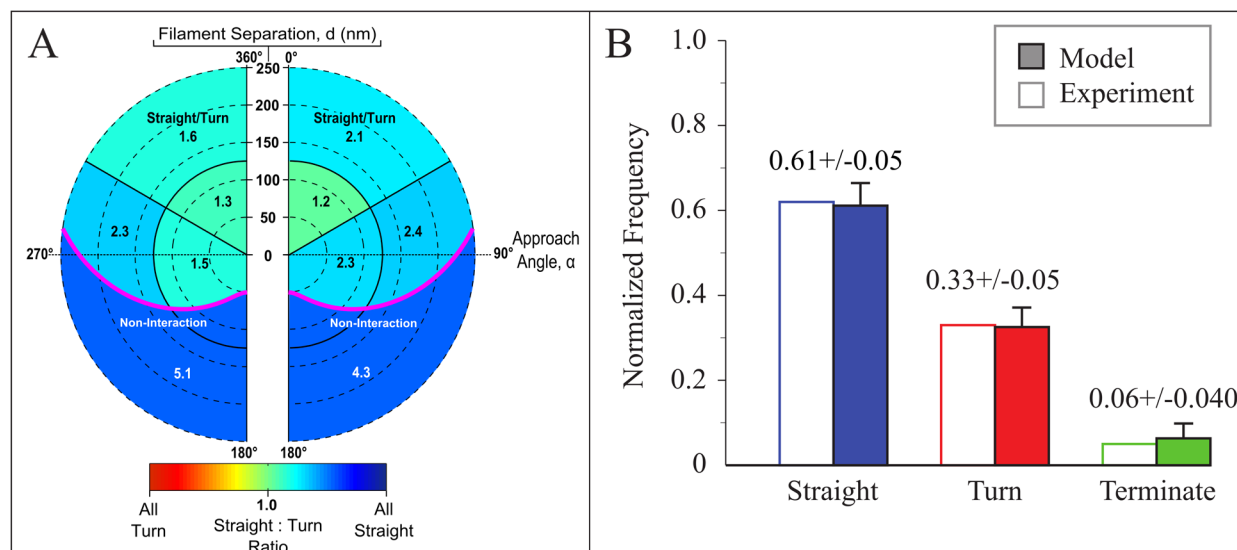 A
Filament Separation, d (nm)
360° 0°
250
200
150
100
50
0
Straight/Turn
1.6
Straight/Turn
2.1
1.3
1.2
2.3
2.4
1.5
2.3
270°
90°
Approach
Angle, α
Non-Interaction
Non-Interaction
5.1
4.3
180° 180°
All
Turn
1.0
Straight : Turn
Ratio
All
Straight
B
Model
Experiment
Normalized Frequency
1.0
0.8
0.6
0.4
0.2
0
0.61+/-0.05
0.33+/-0.05
0.06+/-0.040
Straight
Turn
Terminate